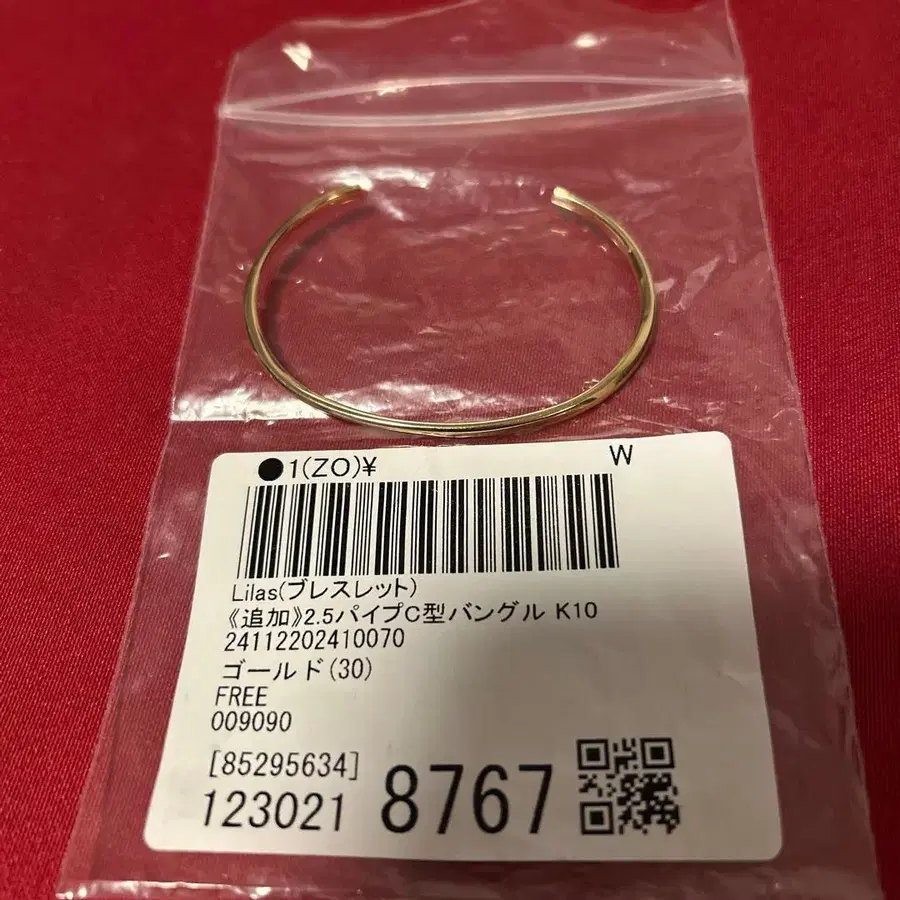 ●1(ZO)¥ W
Lilas(ブレスレット)
《追加》2.5パイプC型バングル K10
24112202410070
ゴールド(30)
FREE
009090
[85295634]
123021 8767